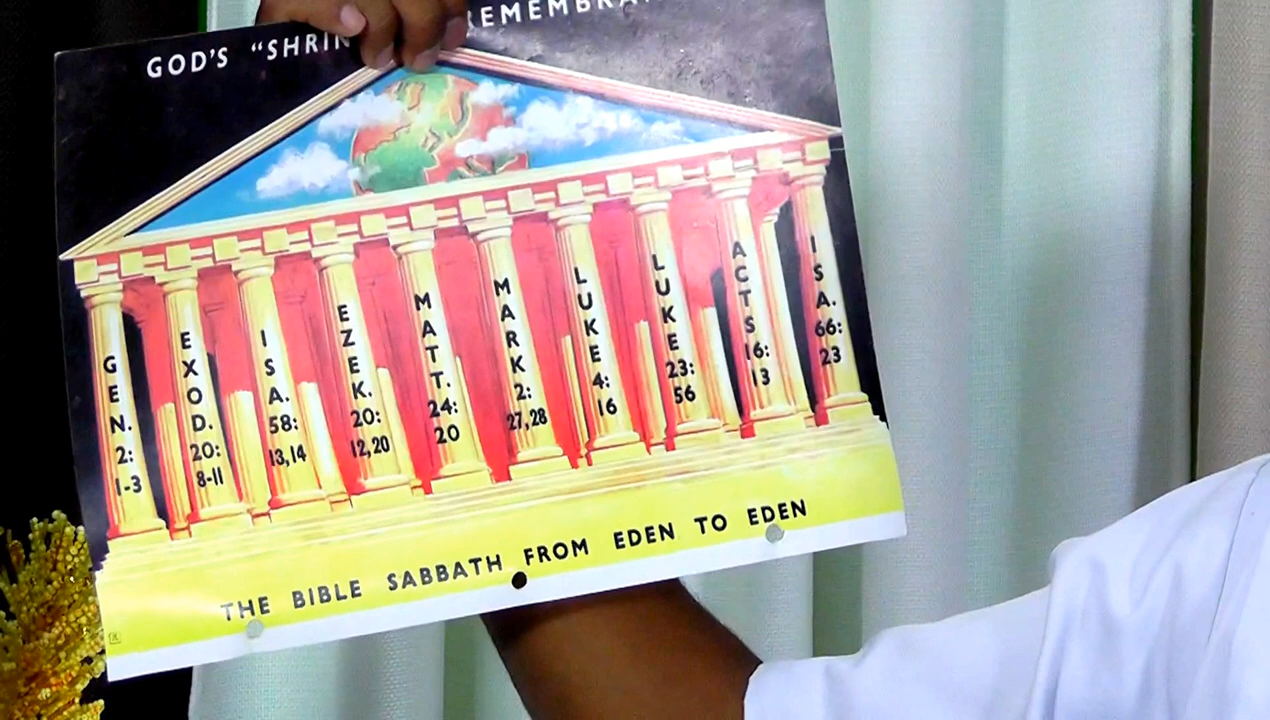 GOD'S "SHRIN
REMEMBRA
GEN. 2: 1-3
EXOD. 20: 8-11
ISA. 58: 13,14
EZEK. 20: 12,20
MATT. 24: 20
MARK 2: 27,28
LUKE 4: 16
LUKE 23: 56
ACTS 16: 13
ISA. 66: 23
THE BIBLE SABBATH FROM EDEN TO EDEN